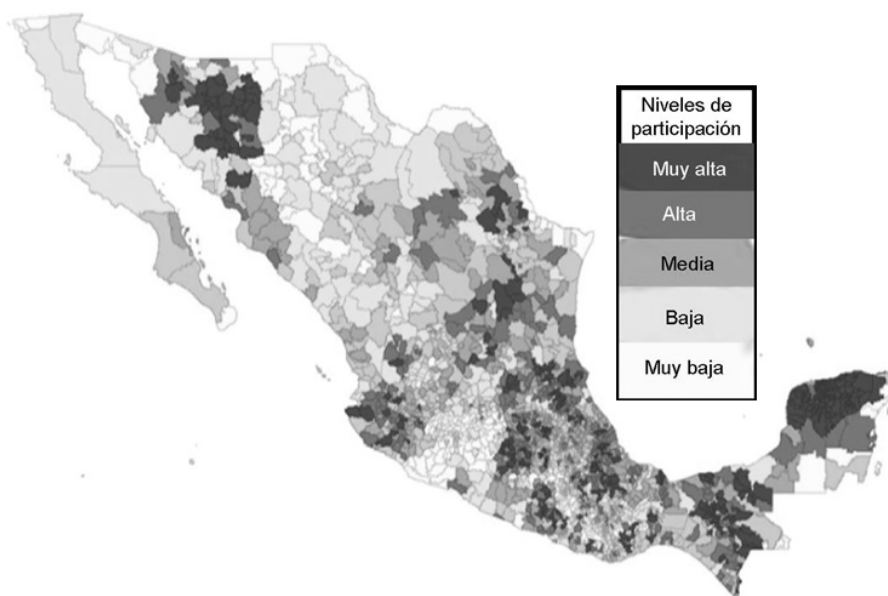 Niveles de
participación
Muy alta
Alta
Media
Baja
Muy baja